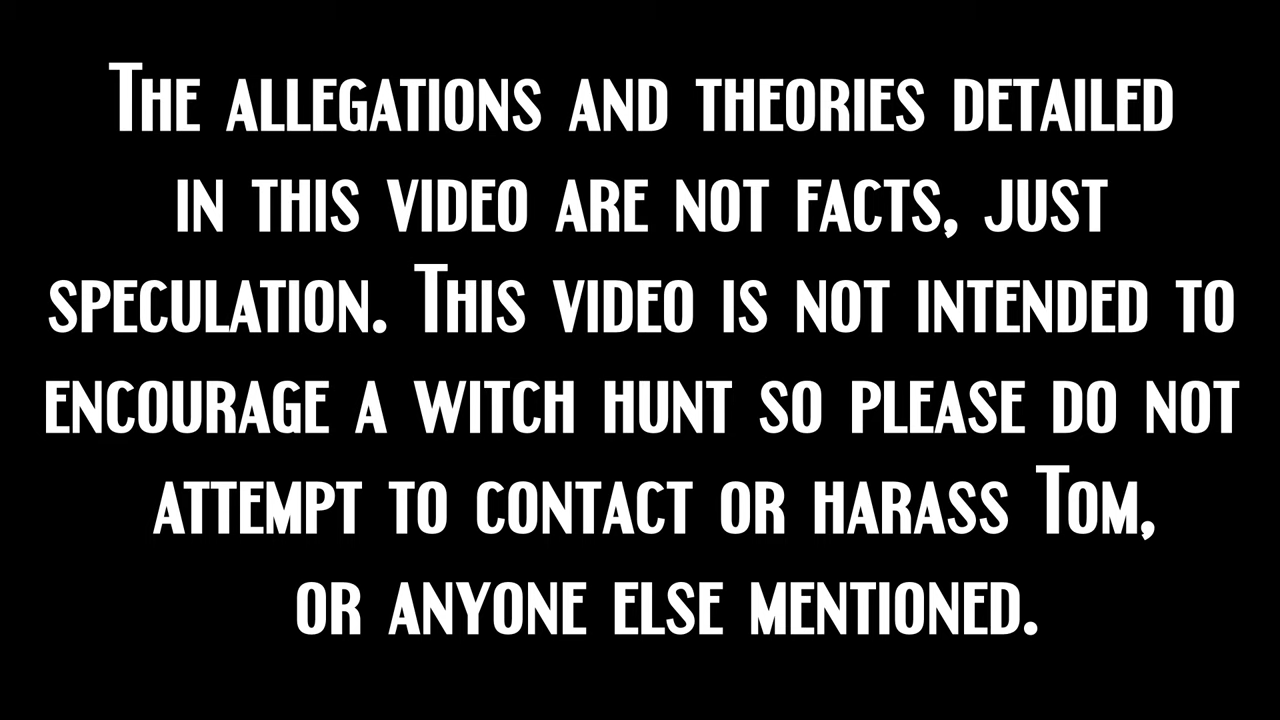 The allegations and theories detailed
in this video are not facts, just
speculation. This video is not intended to
encourage a witch hunt so please do not
attempt to contact or harass Tom,
or anyone else mentioned.